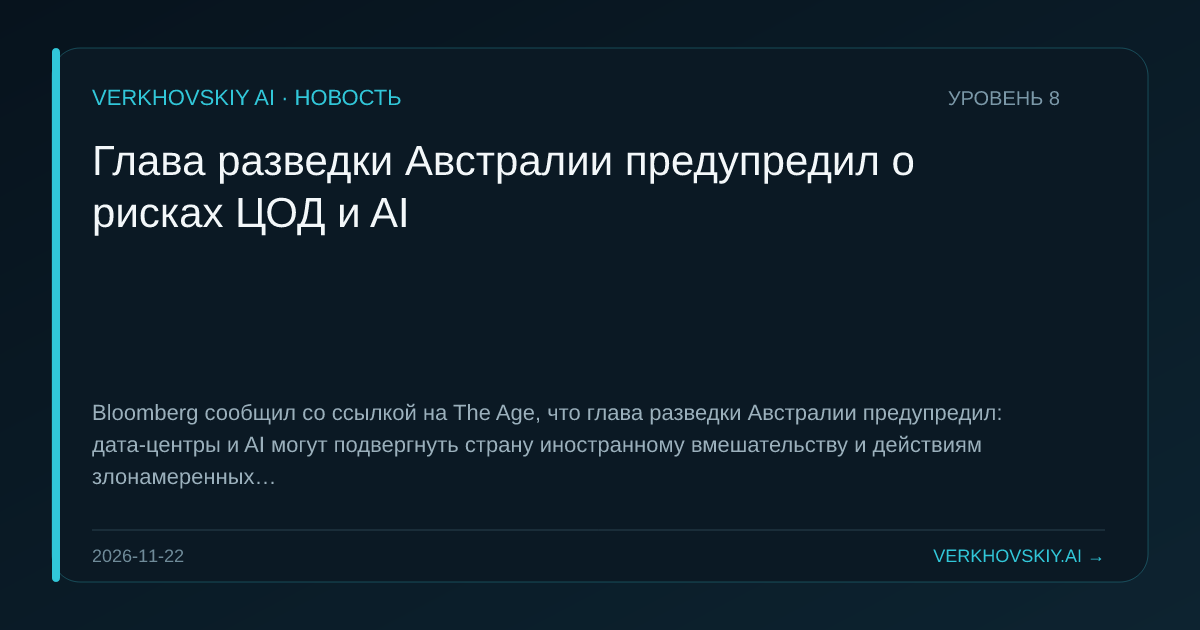 VERKHOVSKIY AI · НОВОСТЬ
УРОВЕНЬ 8
Глава разведки Австралии предупредил о
рисках ЦОД и AI
Bloomberg сообщил со ссылкой на The Age, что глава разведки Австралии предупредил:
дата-центры и AI могут подвергнуть страну иностранному вмешательству и действиям
злонамеренных…
2026-11-22
VERKHOVSKIY.AI →